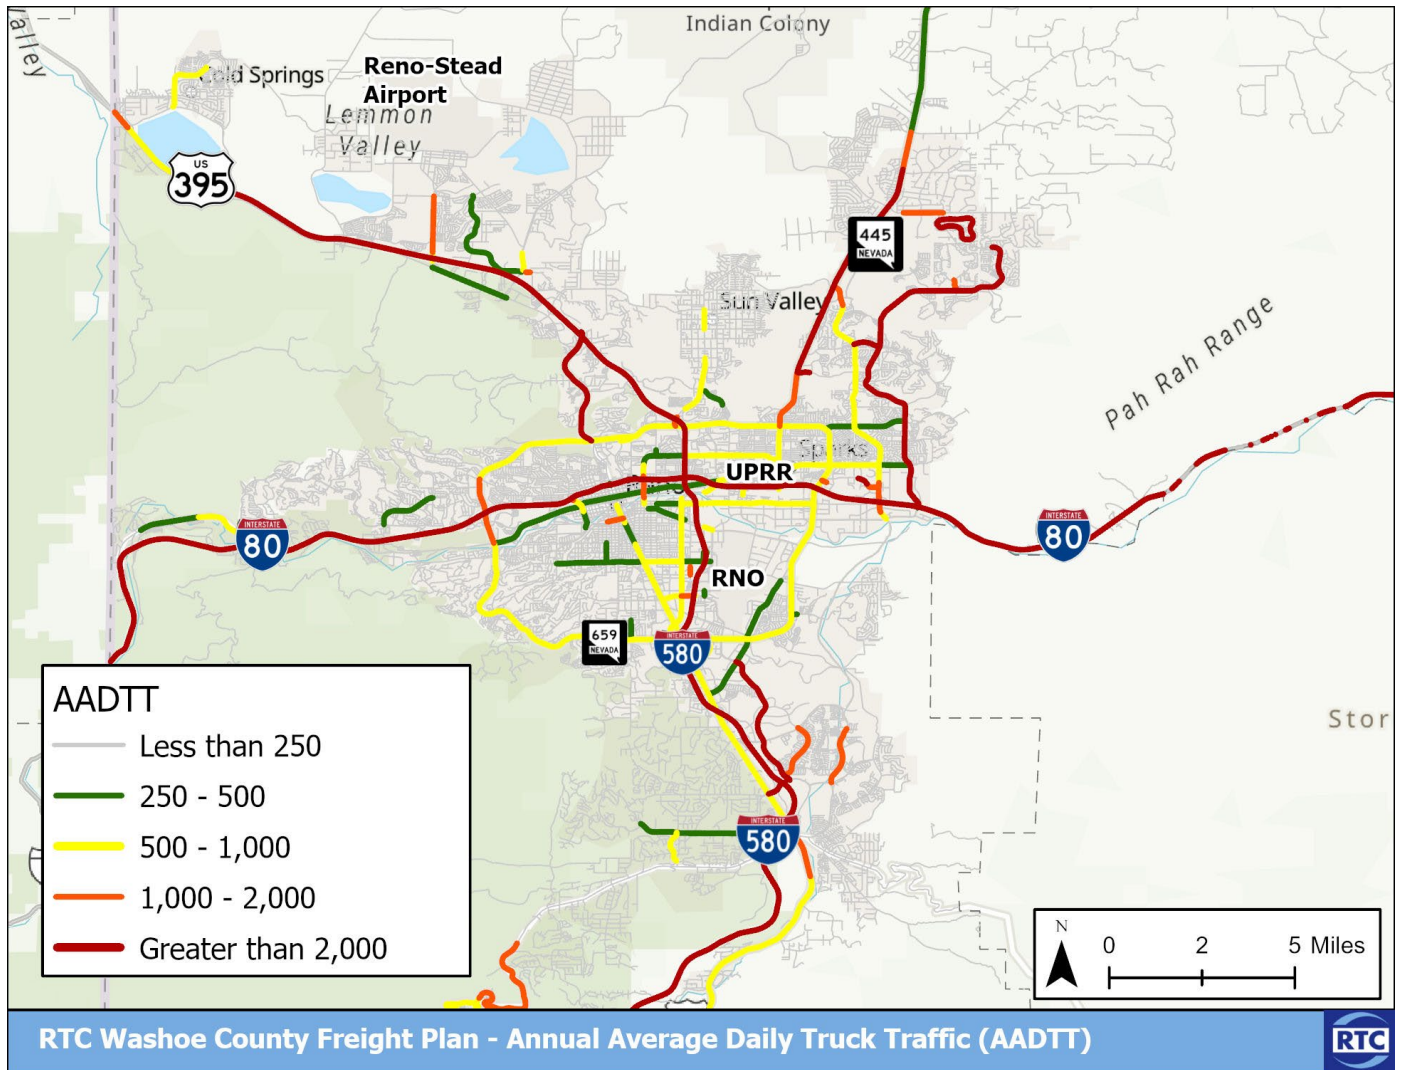 alley
Indian Colony
Cold Springs
Reno-Stead
Airport
Lemmon
Valley
US
395
445
NEVADA
Sun Valley
Pah Rah Range
Sparks
UPRR
INTERSTATE
80
INTERSTATE
80
RNO
659
NEVADA
INTERSTATE
580
Stor
INTERSTATE
580
AADTT
Less than 250
250 - 500
500 - 1,000
1,000 - 2,000
Greater than 2,000
N
0 2 5 Miles
RTC Washoe County Freight Plan - Annual Average Daily Truck Traffic (AADTT)
RTC